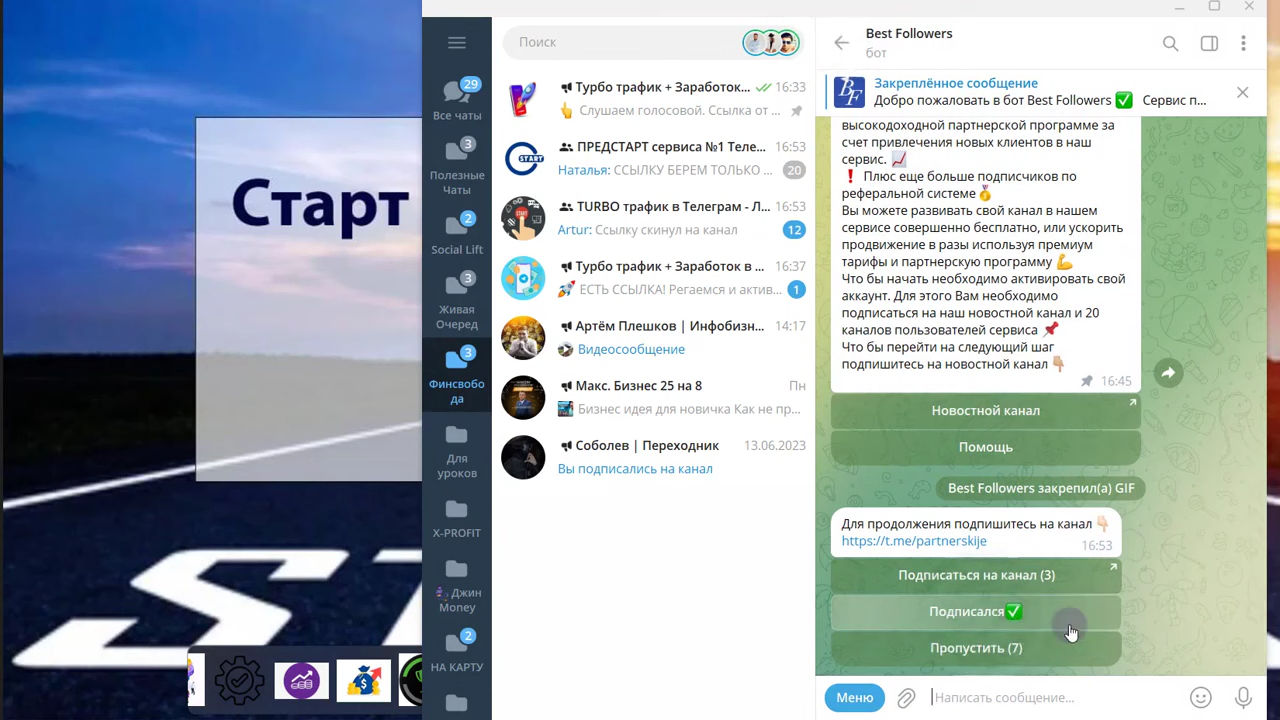 Старт
ST
29
Все чаты
3
Полезные
Чаты
2
Social Lift
3
Живая
Очеред
3
Финсвобо
да
Для
уроков
X-PROFIT
Джин
Money
2
НА КАРТУ
Поиск
Турбо трафик + Заработок... 16:33
Слушаем голосовой. Ссылка от ...
START
ПРЕДСТАРТ сервиса №1 Теле... 16:53
Наталья: ССЫЛКУ БЕРЕМ ТОЛЬКО ... 20
TURBO трафик в Телеграм - Л... 16:53
Artur: Ссылку скинул на канал 12
Турбо трафик + Заработок в ... 16:37
ЕСТЬ ССЫЛКА! Регаемся и актив... 1
Артём Плешков | Инфобизн... 14:17
Видеосообщение
Макс. Бизнес 25 на 8 Пн
Бизнес идея для новичка Как не пр...
Соболев | Переходник 13.06.2023
Вы подписались на канал
Best Followers
бот
BF
Закреплённое сообщение
Добро пожаловать в бот Best Followers ✅ Сервис п...
высокодоходной партнерской программе за
счет привлечения новых клиентов в наш
сервис. 📈
❗ Плюс еще больше подписчиков по
реферальной системе 🥇
Вы можете развивать свой канал в нашем
сервисе совершенно бесплатно, или ускорить
продвижение в разы используя премиум
тарифы и партнерскую программу 💪
Что бы начать необходимо активировать свой
аккаунт. Для этого Вам необходимо
подписаться на наш новостной канал и 20
каналов пользователей сервиса 📌
Что бы перейти на следующий шаг
подпишитесь на новостной канал 👇🏻
16:45
Новостной канал
Помощь
Best Followers закрепил(а) GIF
Для продолжения подпишитесь на канал 👇🏻
https://t.me/partnerskije
16:53
Подписаться на канал (3)
Подписался✅
Пропустить (7)
Меню
Написать сообщение...